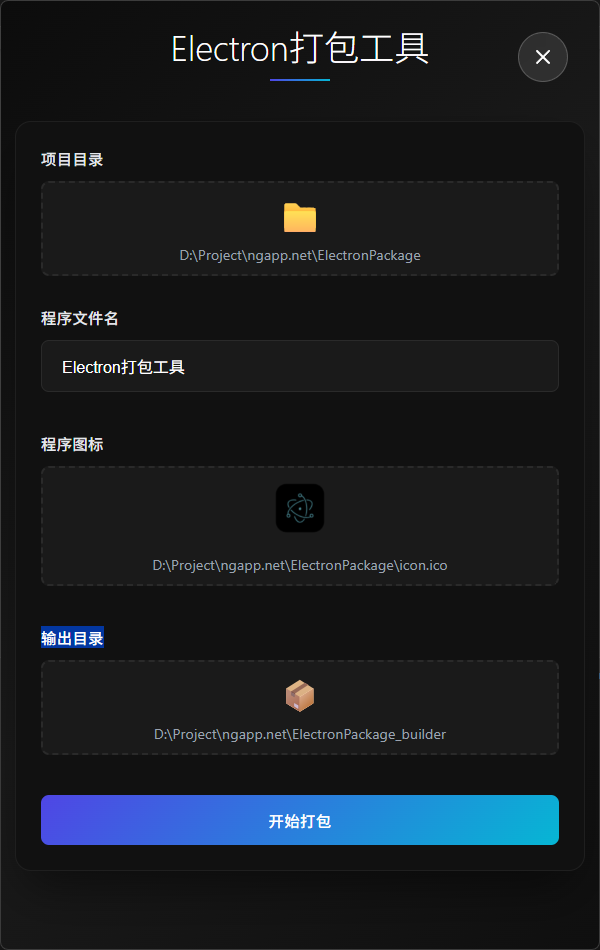 Electron打包工具
项目目录
D:\Project\ngapp.net\ElectronPackage
程序文件名
Electron打包工具
程序图标
D:\Project\ngapp.net\ElectronPackage\icon.ico
输出目录
D:\Project\ngapp.net\ElectronPackage_builder
开始打包